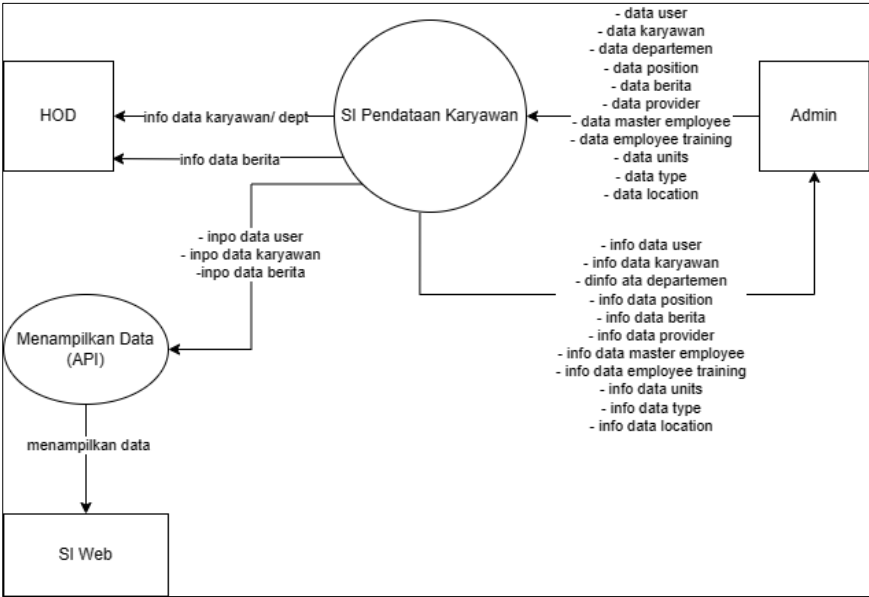 HOD
info data karyawan/ dept
info data berita
SI Pendataan Karyawan
- data user
- data karyawan
- data departemen
- data position
- data berita
- data provider
- data master employee
- data employee training
- data units
- data type
- data location
Admin
- inpo data user
- inpo data karyawan
-inpo data berita
- info data user
- info data karyawan
- dinfo ata departemen
- info data position
- info data berita
- info data provider
- info data master employee
- info data employee training
- info data units
- info data type
- info data location
Menampilkan Data
(API)
menampilkan data
SI Web